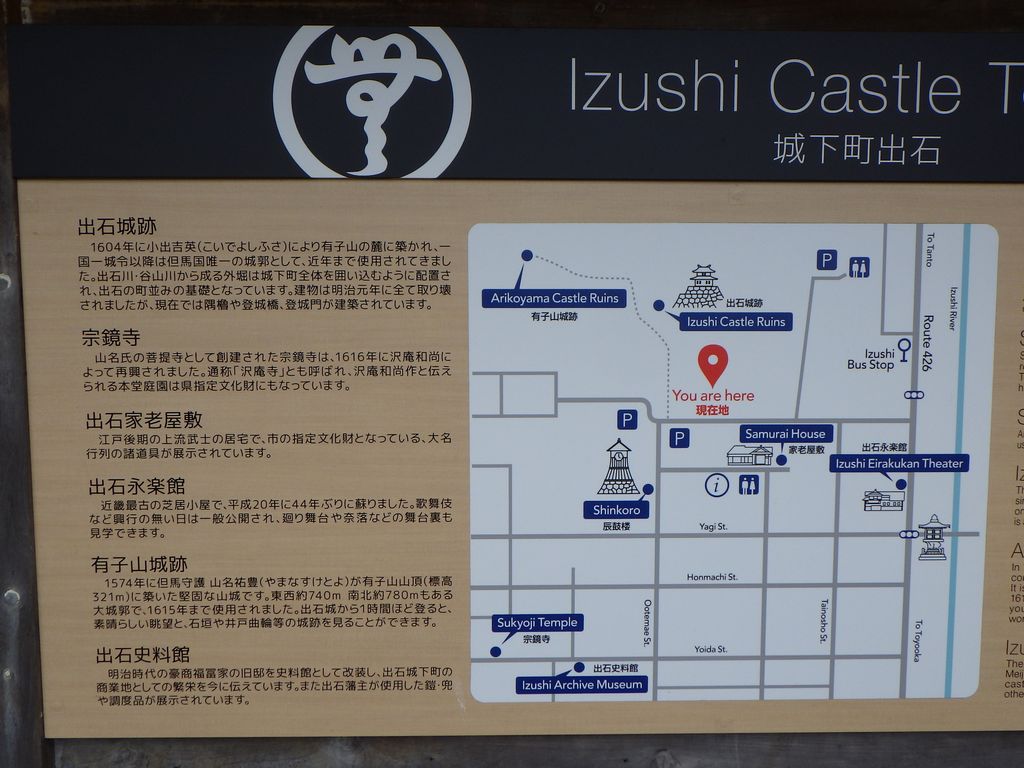 Izushi Castle T
城下町出石
出石城跡
1604年に小出吉英(こいでよしふさ)により有子山の麓に築かれ、一
国一城令以降は但馬国唯一の城郭として、近年まで使用されてきまし
た。出石川・谷山川から成る外堀は城下町全体を囲い込むように配置さ
れ、出石の町並みの基礎となっています。建物は明治元年に全て取り壊
されましたが、現在では隅櫓や登城橋、登城門が建築されています。
宗鏡寺
山名氏の菩提寺として創建された宗鏡寺は、1616年に沢庵和尚に
よって再興されました。通称「沢庵寺」とも呼ばれ、沢庵和尚作と伝え
られる本堂庭園は県指定文化財にもなっています。
出石家老屋敷
江戸後期の上流武士の居宅で、市の指定文化財となっている、大名
行列の諸道具が展示されています。
出石永楽館
近畿最古の芝居小屋で、平成20年に44年ぶりに蘇りました。歌舞伎
など興行の無い日は一般公開され、廻り舞台や奈落などの舞台裏も
見学できます。
有子山城跡
1574年に但馬守護 山名祐豊(やまなすけとよ)が有子山山頂(標高
321m)に築いた堅固な山城です。東西約740m 南北約780mもある
大城郭で、1615年まで使用されました。出石城から1時間ほど登ると、
素晴らしい眺望と、石垣や井戸曲輪等の城跡を見ることができます。
出石史料館
明治時代の豪商福冨家の旧邸を史料館として改装し、出石城下町の
商業地としての繁栄を今に伝えています。また出石藩主が使用した鎧・兜
や調度品が展示されています。
Arikoyama Castle Ruins
有子山城跡
出石城跡
Izushi Castle Ruins
P
To Tanto
Izushi River
Route 426
Izushi
Bus Stop
You are here
現在地
P
P
Samurai House
家老屋敷
出石永楽館
Izushi Eirakukan Theater
i
Shinkoro
辰鼓楼
Yagi St.
Honmachi St.
Ootemae St.
Tainosho St.
To Toyooka
Yoida St.
Sukyoji Temple
宗鏡寺
出石史料館
Izushi Archive Museum